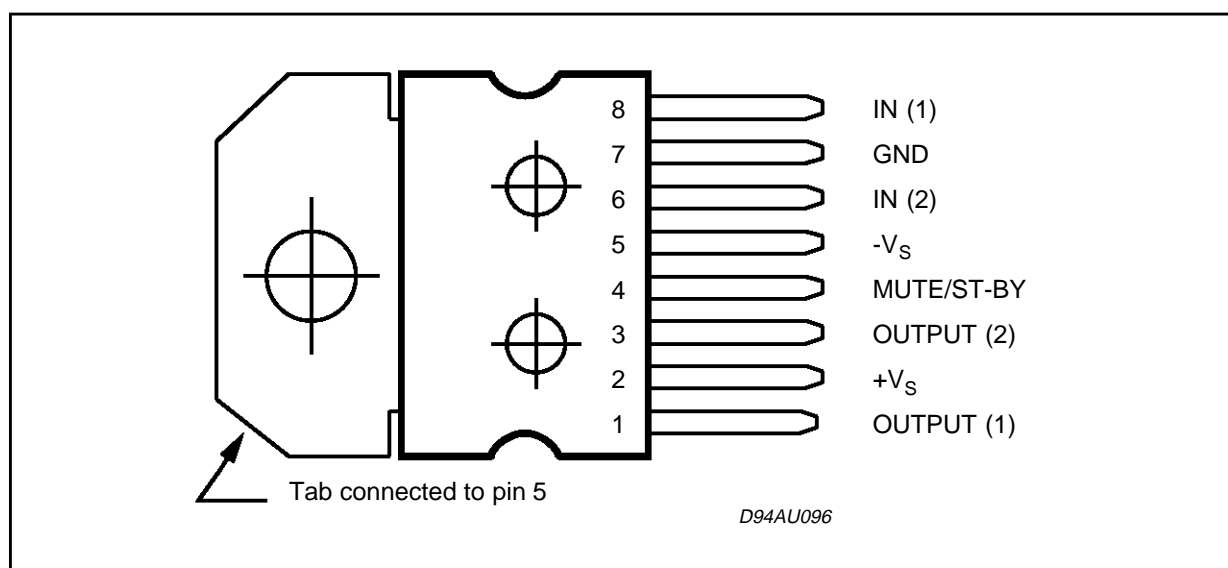 8 IN (1)
7 GND
6 IN (2)
5 -VS
4 MUTE/ST-BY
3 OUTPUT (2)
2 +VS
1 OUTPUT (1)
Tab connected to pin 5
D94AU096